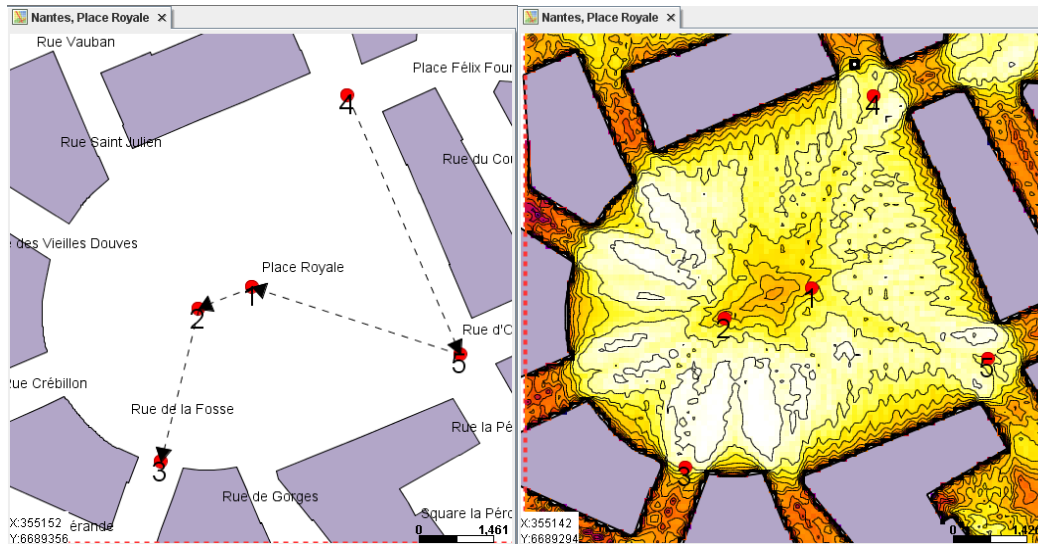 Nantes, Place Royale ×
Rue Vauban
Place Félix Four
4
Rue Saint Julien
Rue du Cou
e des Vieilles Douves
Place Royale
1
2
Rue d'O
5
Rue Crébillon
Rue de la Fosse
Rue la Pé
3
Rue de Gorges
Square la Péro
X:355152
érande
Y:6689356
0 1,461
Nantes, Place Royale ×
4
1
2
5
3
X:355142
Y:6689294